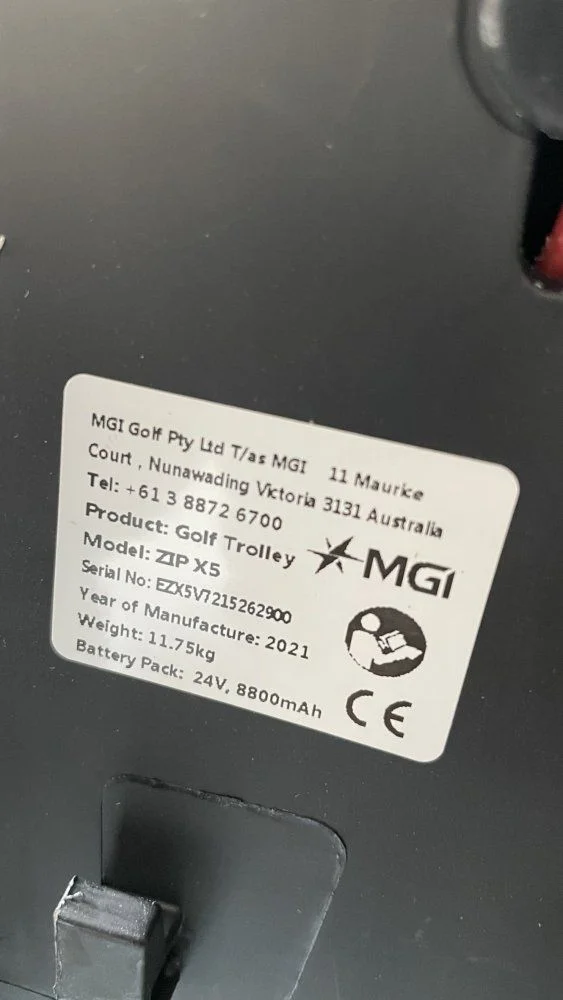 MGI Golf Pty Ltd T/as MGI 11 Maurice
Court , Nunawading Victoria 3131 Australia
Tel: +61 3 8872 6700
Product: Golf Trolley
Model: ZIP X5
Serial No: EZX5V7215262900
Year of Manufacture: 2021
Weight: 11.75kg
Battery Pack: 24V, 8800mAh
MGI
CE